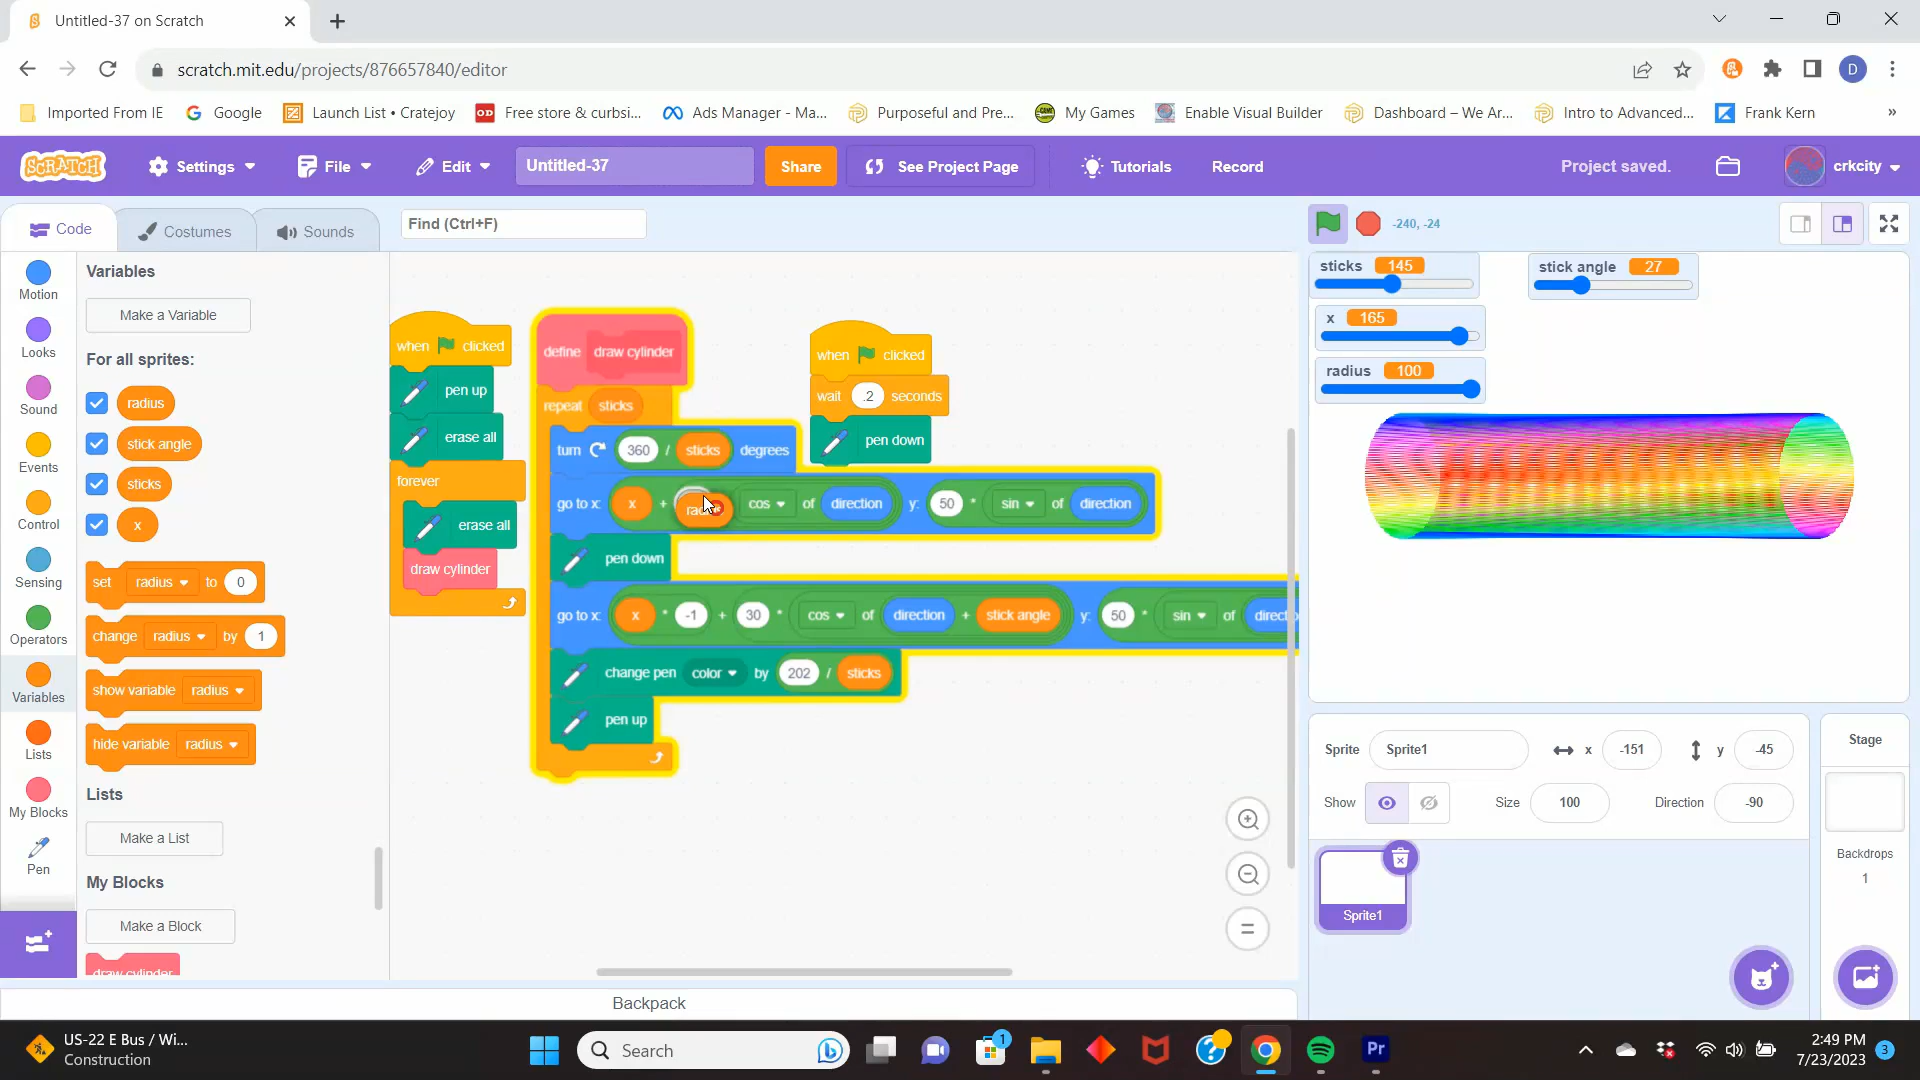 Untitled-37 on Scratch
scratch.mit.edu/projects/876657840/editor
D
Imported From IE
Google
Launch List • Cratejoy
OD
Free store & curbsi...
Ads Manager - Ma...
Purposeful and Pre...
My Games
Enable Visual Builder
Dashboard – We Ar...
Intro to Advanced...
Frank Kern
»
SCRATCH
Settings
File
Edit
Untitled-37
Share
See Project Page
Tutorials
Record
Project saved.
crkcity
Code
Costumes
Sounds
Find (Ctrl+F)
-240, -24
Motion
Looks
Sound
Events
Control
Sensing
Operators
Variables
Lists
My Blocks
Pen
Variables
Make a Variable
For all sprites:
radius
stick angle
sticks
x
set radius to 0
change radius by 1
show variable radius
hide variable radius
Lists
Make a List
My Blocks
Make a Block
draw cylinder
when clicked
pen up
erase all
forever
erase all
draw cylinder
define draw cylinder
repeat sticks
turn 360 / sticks degrees
go to x: x + cos of direction y: 50 * sin of direction
pen down
go to x: x * -1 + 30 * cos of direction + stick angle y: 50 * sin of
change pen color by 202 / sticks
pen up
when clicked
wait .2 seconds
pen down
sticks 145
stick angle 27
x 165
radius 100
Sprite Sprite1 x -151 y -45
Show Size 100 Direction -90
Sprite1
Stage
Backdrops
1
Backpack
US-22 E Bus / Wi...
Construction
Search
1
Pr
2:49 PM
7/23/2023
3